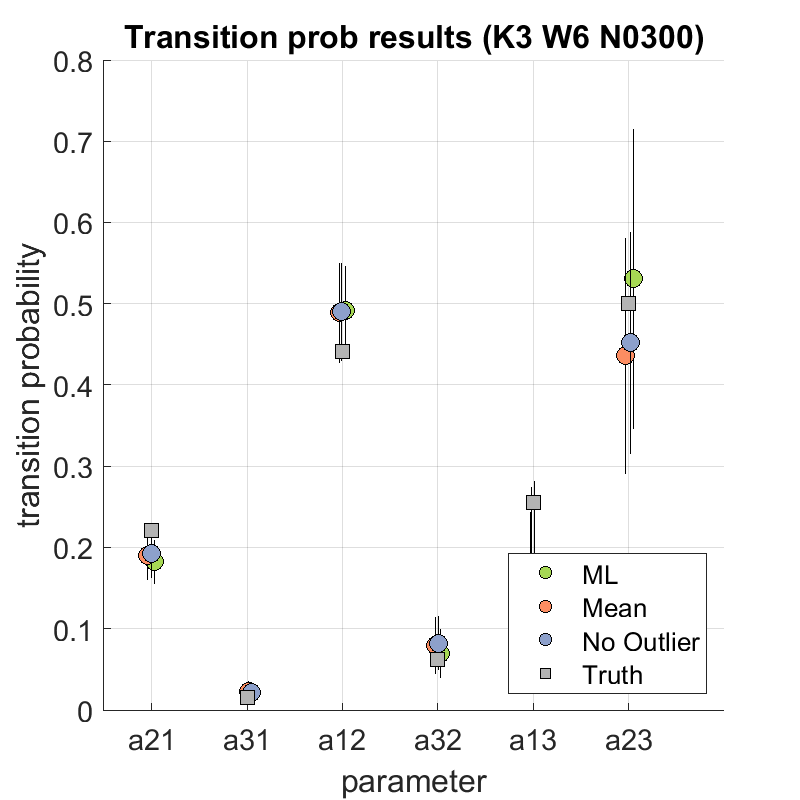 Transition prob results (K3 W6 N0300)
transition probability
0.8
0.7
0.6
0.5
0.4
0.3
0.2
0.1
0
ML
Mean
No Outlier
Truth
a21 a31 a12 a32 a13 a23
parameter